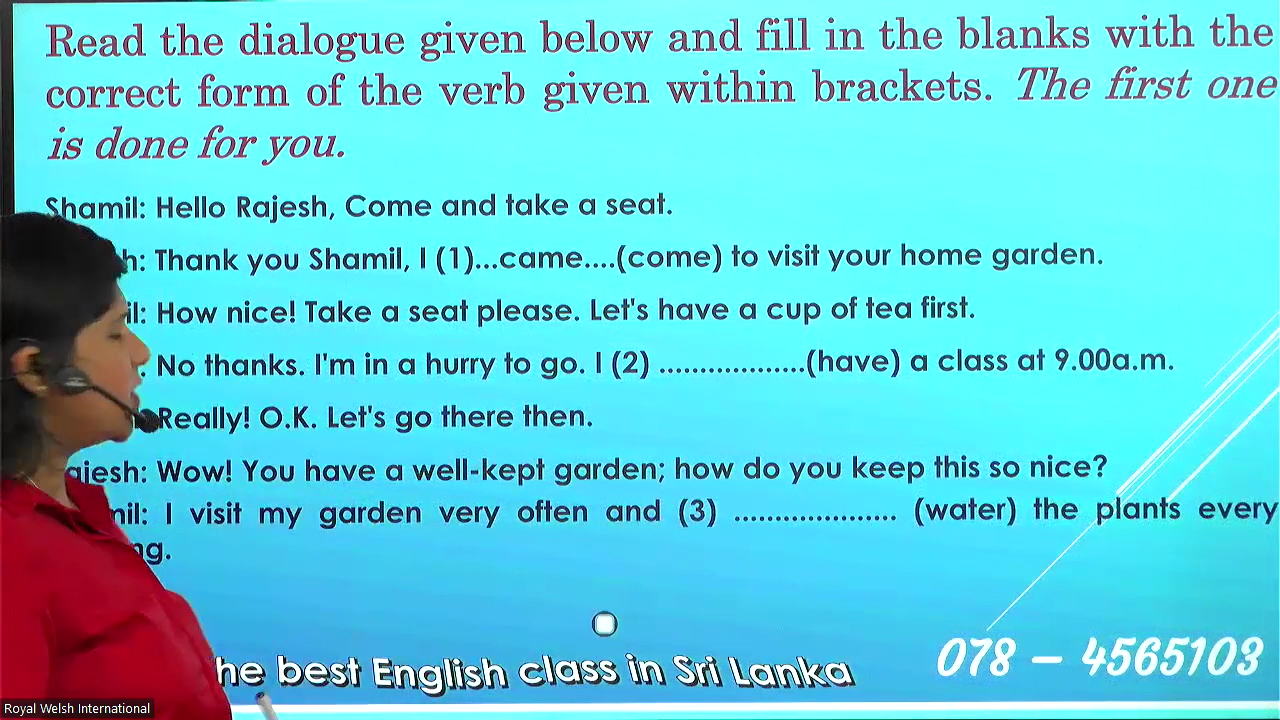 Read the dialogue given below and fill in the blanks with the
correct form of the verb given within brackets. The first one
is done for you.
Shamil: Hello Rajesh, Come and take a seat.
h: Thank you Shamil, I (1)...came....(come) to visit your home garden.
il: How nice! Take a seat please. Let's have a cup of tea first.
No thanks. I'm in a hurry to go. I (2) ..................(have) a class at 9.00a.m.
Really! O.K. Let's go there then.
ajesh: Wow! You have a well-kept garden; how do you keep this so nice?
mil: I visit my garden very often and (3) .................... (water) the plants every
ng.
he best English class in Sri Lanka
078 – 4565103
Royal Welsh International